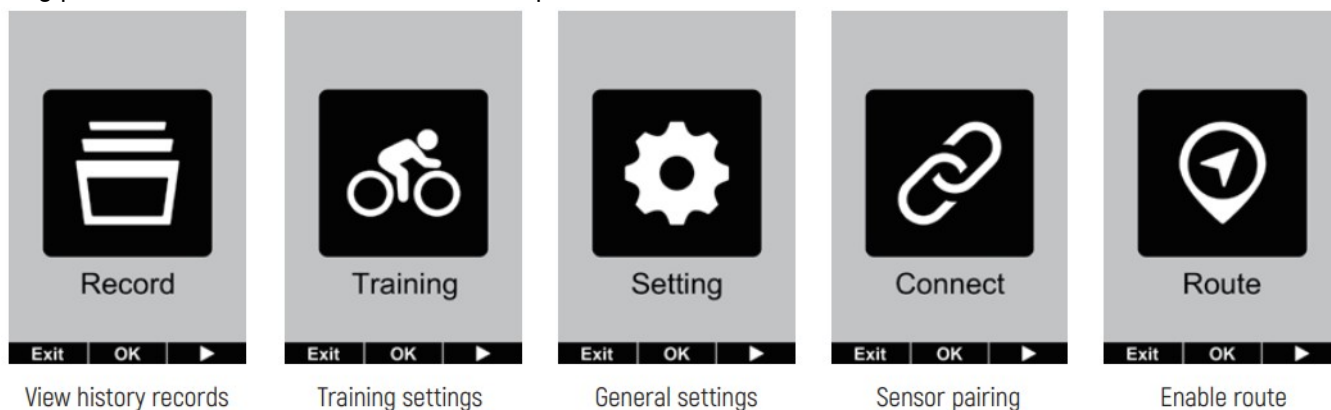 Record Training Setting Connect Route
Exit OK Exit OK Exit OK Exit OK Exit OK
View history records Training settings General settings Sensor pairing Enable route